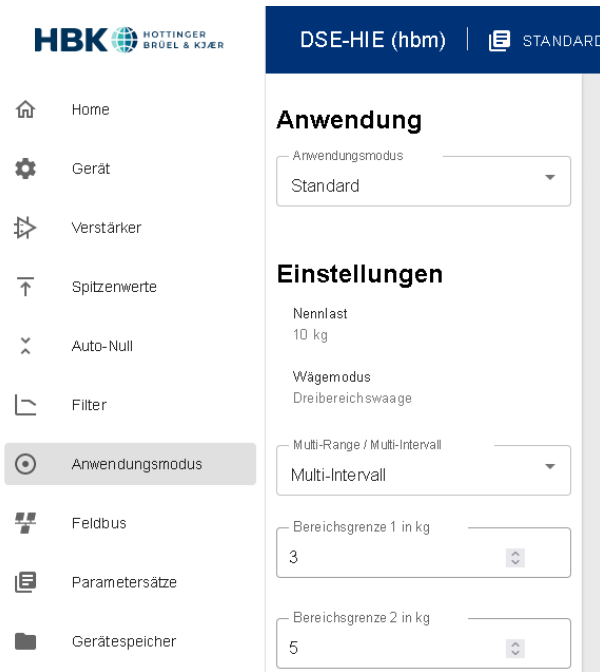 HBK HOTTINGER
BRÜEL & KJÆR
DSE-HIE (hbm)
STANDARD
Home
Gerät
Verstärker
Spitzenwerte
Auto-Null
Filter
Anwendungsmodus
Feldbus
Parametersätze
Gerätespeicher
Anwendung
Anwendungsmodus
Standard
Einstellungen
Nennlast
10 kg
Wägemodus
Dreibereichswaage
Multi-Range / Multi-Intervall
Multi-Intervall
Bereichsgrenze 1 in kg
3
Bereichsgrenze 2 in kg
5